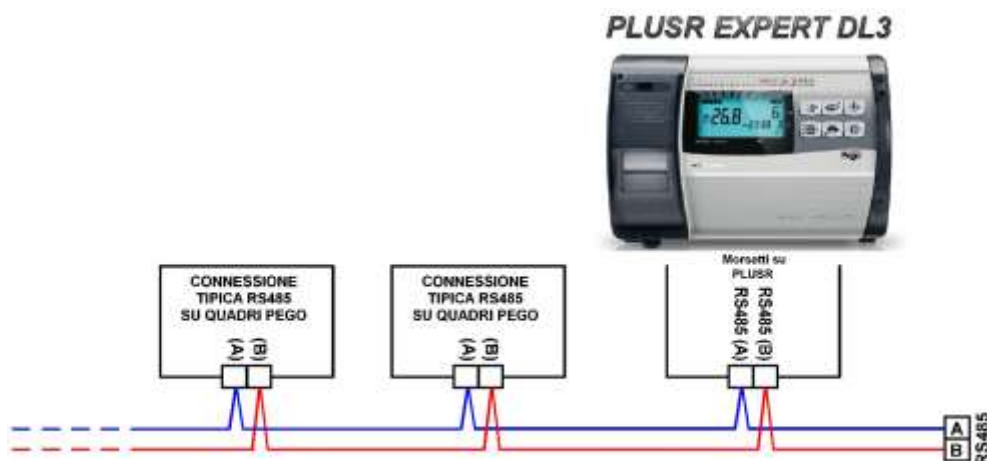 PLUSR EXPERT DL3
-26.8
Pego
CONNESSIONE
TIPICA RS485
SU QUADRI PEGO
(A)
(B)
CONNESSIONE
TIPICA RS485
SU QUADRI PEGO
(A)
(B)
Morsetti su
PLUSR
RS485 (A)
RS485 (B)
A
B
RS485